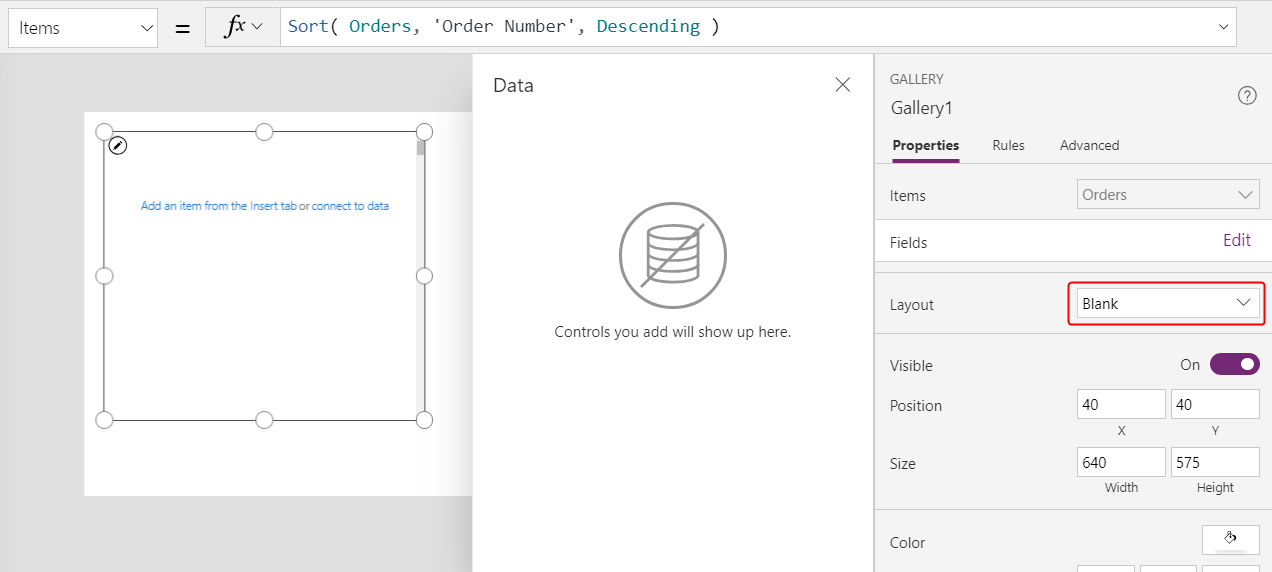 Items = fx Sort( Orders, 'Order Number', Descending )
Add an item from the Insert tab or connect to data
Data
Controls you add will show up here.
GALLERY
Gallery1
?
Properties Rules Advanced
Items Orders
Fields Edit
Layout Blank
Visible On
Position 40 40
X Y
Size 640 575
Width Height
Color